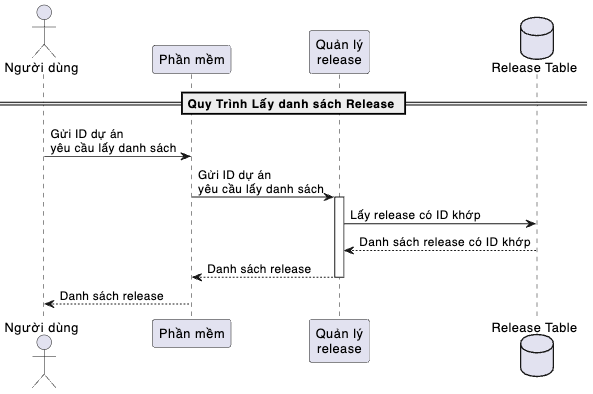 Người dùng
Phần mềm
Quản lý
release
Release Table
Quy Trình Lấy danh sách Release
Gửi ID dự án
yêu cầu lấy danh sách
Gửi ID dự án
yêu cầu lấy danh sách
Lấy release có ID khớp
Danh sách release có ID khớp
Danh sách release
Danh sách release
Người dùng
Phần mềm
Quản lý
release
Release Table